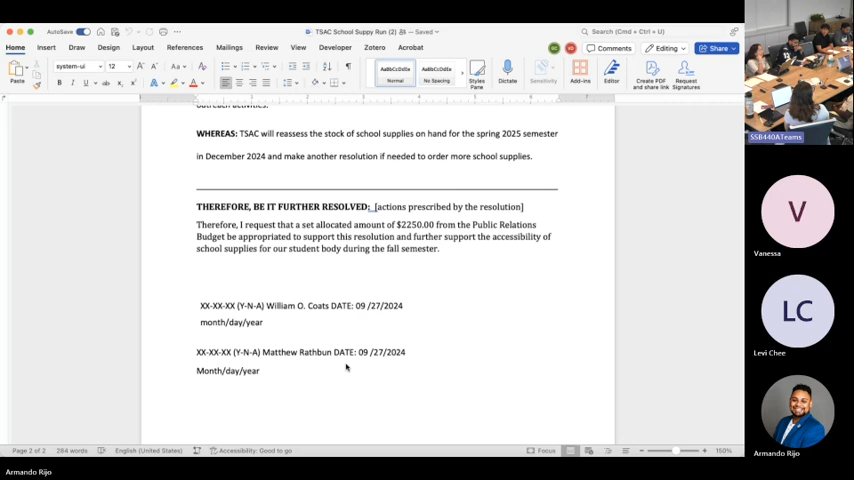 AutoSave
TSAC School Suppy Run (2)
Saved
Search (Cmd + Ctrl + U)
Home Insert Draw Design Layout References Mailings Review View Developer Zotero Acrobat
Comments Editing Share
Paste
system-ui 12
AaBbCcDdEe Normal
AaBbCcDdEe No Spacing
Styles Pane
Dictate
Sensitivity
Add-ins
Editor
Create PDF and share link
Request Signatures
outreach activities.
WHEREAS: TSAC will reassess the stock of school supplies on hand for the spring 2025 semester
in December 2024 and make another resolution if needed to order more school supplies.
THEREFORE, BE IT FURTHER RESOLVED: [actions prescribed by the resolution]
Therefore, I request that a set allocated amount of $2250.00 from the Public Relations
Budget be appropriated to support this resolution and further support the accessibility of
school supplies for our student body during the fall semester.
XX-XX-XX (Y-N-A) William O. Coats DATE: 09 /27/2024
month/day/year
XX-XX-XX (Y-N-A) Matthew Rathbun DATE: 09 /27/2024
Month/day/year
Page 2 of 2 294 words English (United States) Accessibility: Good to go Focus 150%
Armando Rijo
SSB440ATeams
V
Vanessa
LC
Levi Chee
Armando Rijo